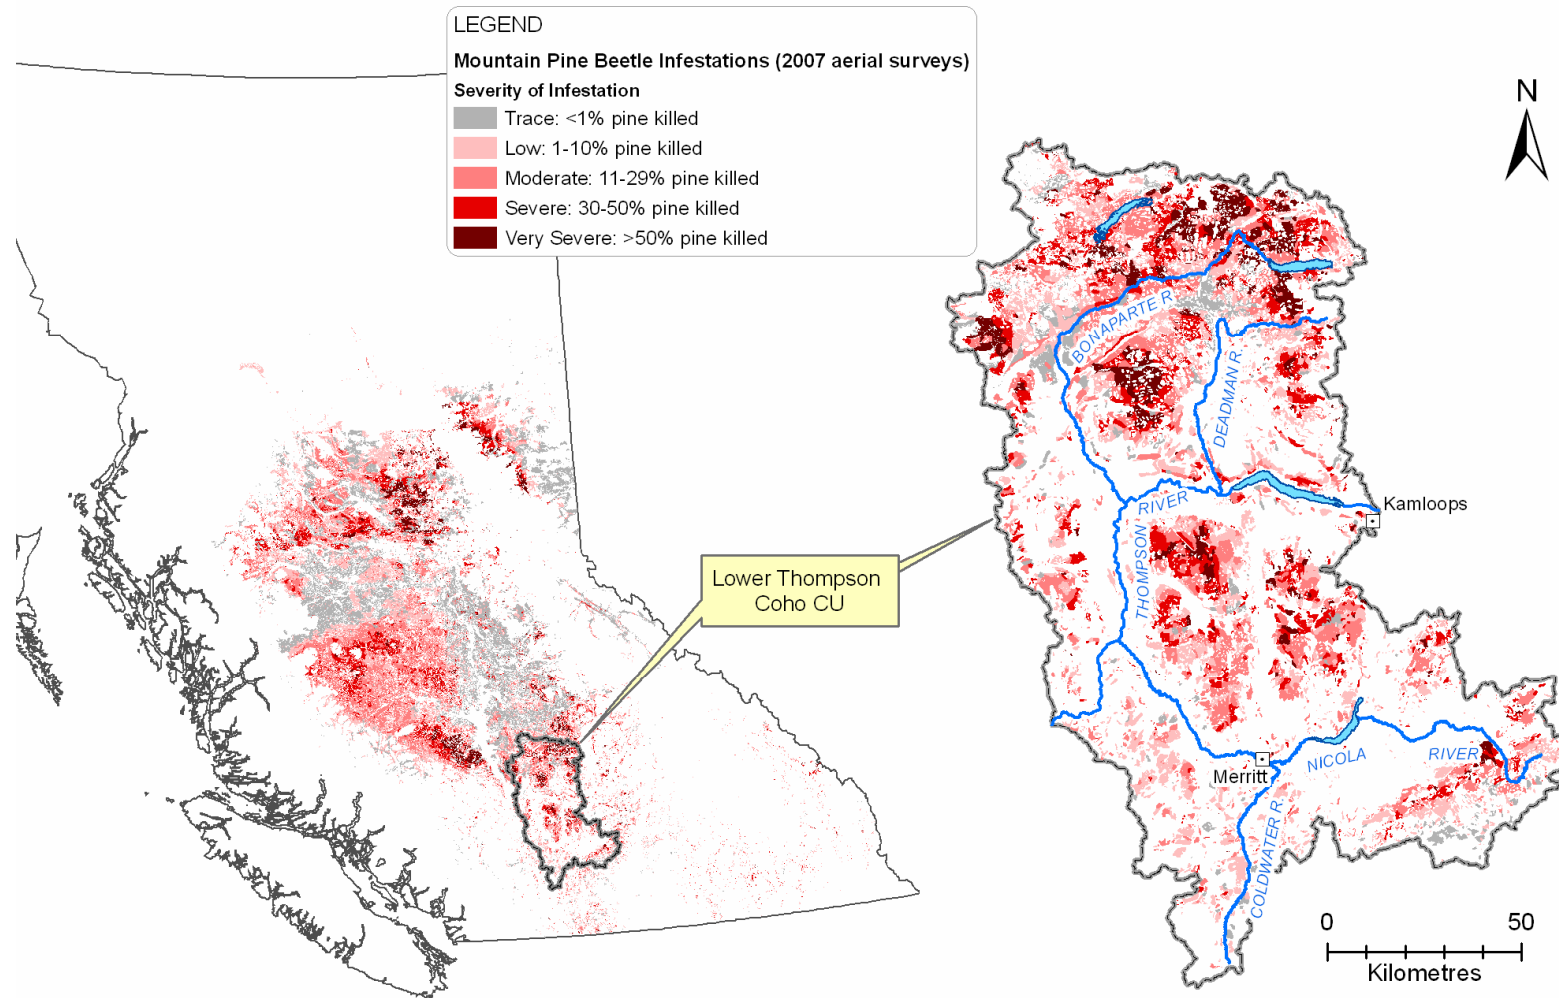 LEGEND
Mountain Pine Beetle Infestations (2007 aerial surveys)
Severity of Infestation
Trace: <1% pine killed
Low: 1-10% pine killed
Moderate: 11-29% pine killed
Severe: 30-50% pine killed
Very Severe: >50% pine killed
N
BONAPARTE R.
DEADMAN R.
Kamloops
RIVER
THOMPSON
Lower Thompson
Coho CU
NICOLA
RIVER
Merritt
COLDWATER R.
0 50
Kilometres